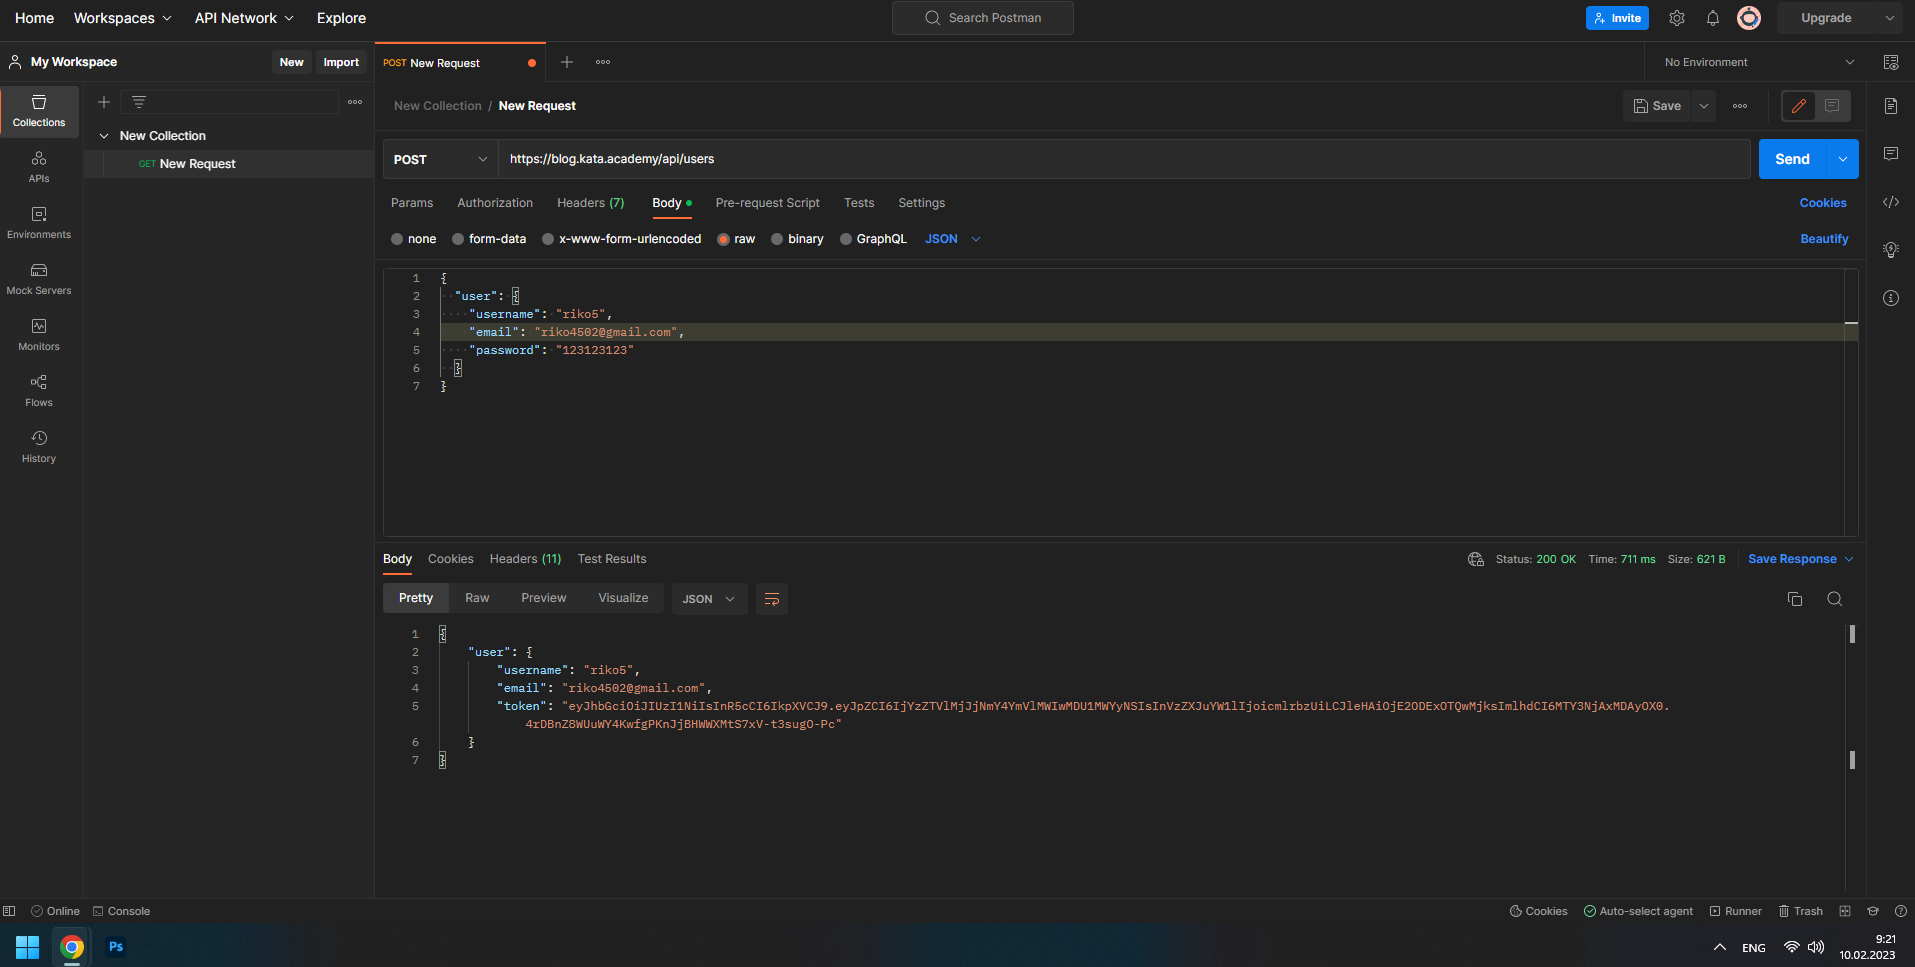 Home Workspaces API Network Explore Search Postman Invite Upgrade
My Workspace New Import POST New Request No Environment
New Collection / New Request Save
Collections
New Collection
GET New Request
POST https://blog.kata.academy/api/users Send
APIs
Params Authorization Headers (7) Body Pre-request Script Tests Settings Cookies
Environments
none form-data x-www-form-urlencoded raw binary GraphQL JSON Beautify
Mock Servers
Monitors
Flows
History
1 {
2 "user": {
3 "username": "riko5",
4 "email": "riko4502@gmail.com",
5 "password": "123123123"
6 }
7 }
Body Cookies Headers (11) Test Results Status: 200 OK Time: 711 ms Size: 621 B Save Response
Pretty Raw Preview Visualize JSON
1 {
2 "user": {
3 "username": "riko5",
4 "email": "riko4502@gmail.com",
5 "token": "eyJhbGciOiJIUzI1NiIsInR5cCI6IkpXVCJ9.eyJpZCI6IjYzZTVlMjJjNmY4YmVlMWIwMDU1MWYyNSIsInVzZXJuYW1lIjoicmlrbzUiLCJleHAiOjE2ODExOTQwMjksImlhdCI6MTY3NjAxMDAyOX0.
4rDBnZ8WUuWY4KwfgPKnJjBHWWXMtS7xV-t3sugO-Pc"
6 }
7 }
Online Console Cookies Auto-select agent Runner Trash
Ps
ENG
9:21
10.02.2023